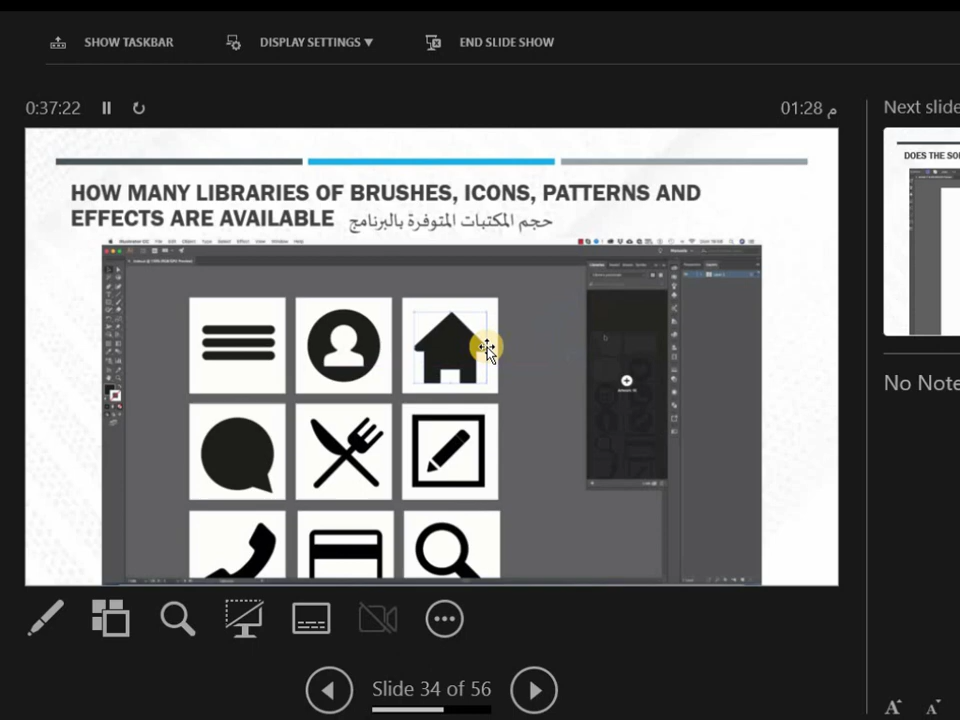 SHOW TASKBAR DISPLAY SETTINGS ▼ END SLIDE SHOW
0:37:22
01:28 م
Next slide
HOW MANY LIBRARIES OF BRUSHES, ICONS, PATTERNS AND
EFFECTS ARE AVAILABLE حجم المكتبات المتوفرة بالبرنامج
DOES THE
No Note
Slide 34 of 56
A A